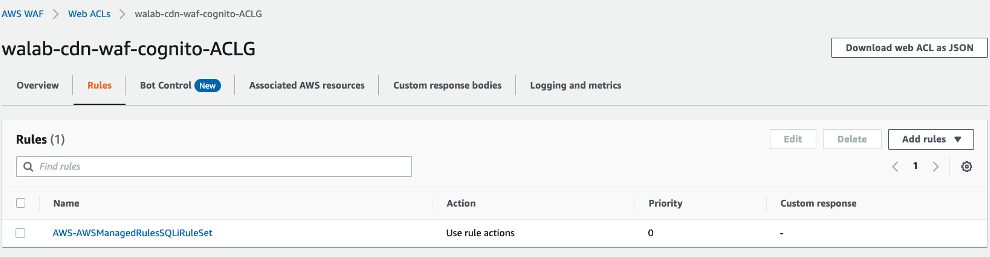 AWS WAF > Web ACLs > walab-cdn-waf-cognito-ACLG
walab-cdn-waf-cognito-ACLG
Download web ACL as JSON
Overview Rules Bot Control New Associated AWS resources Custom response bodies Logging and metrics
Rules (1)
Edit Delete Add rules
Find rules
1
Name Action Priority Custom response
AWS-AWSManagedRulesSQLiRuleSet Use rule actions 0 -